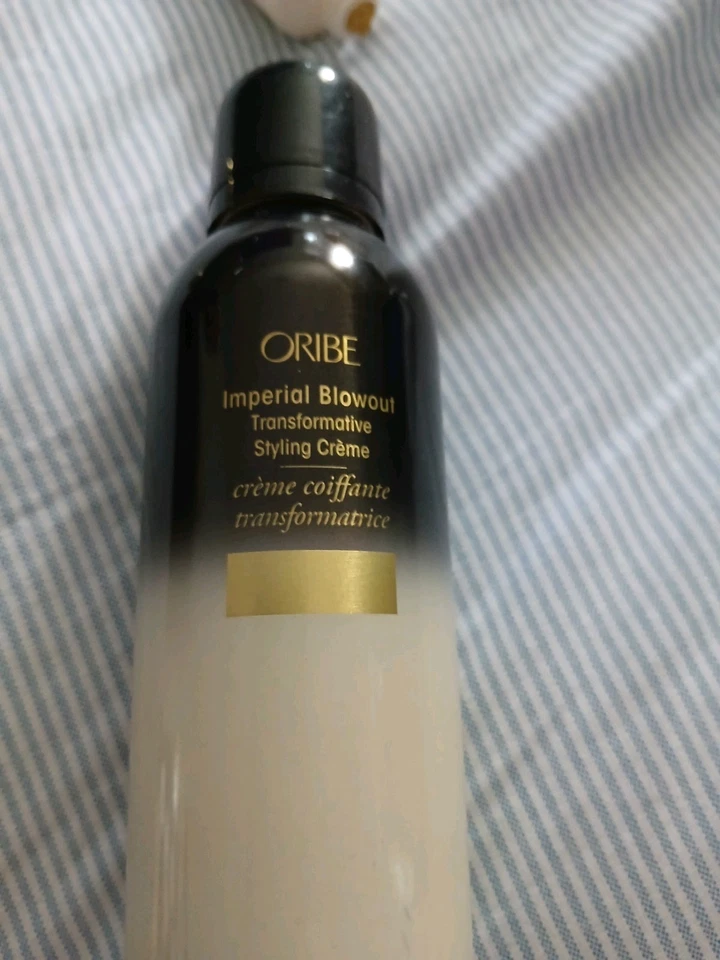 ORIBE
Imperial Blowout
Transformative
Styling Crème
crème coiffante
transformatrice